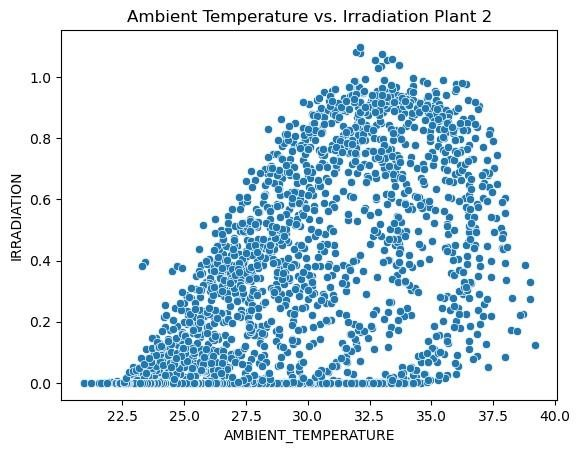 Ambient Temperature vs. Irradiation Plant 2
1.0
0.8
0.6
0.4
0.2
0.0
IRRADIATION
22.5 25.0 27.5 30.0 32.5 35.0 37.5 40.0
AMBIENT_TEMPERATURE